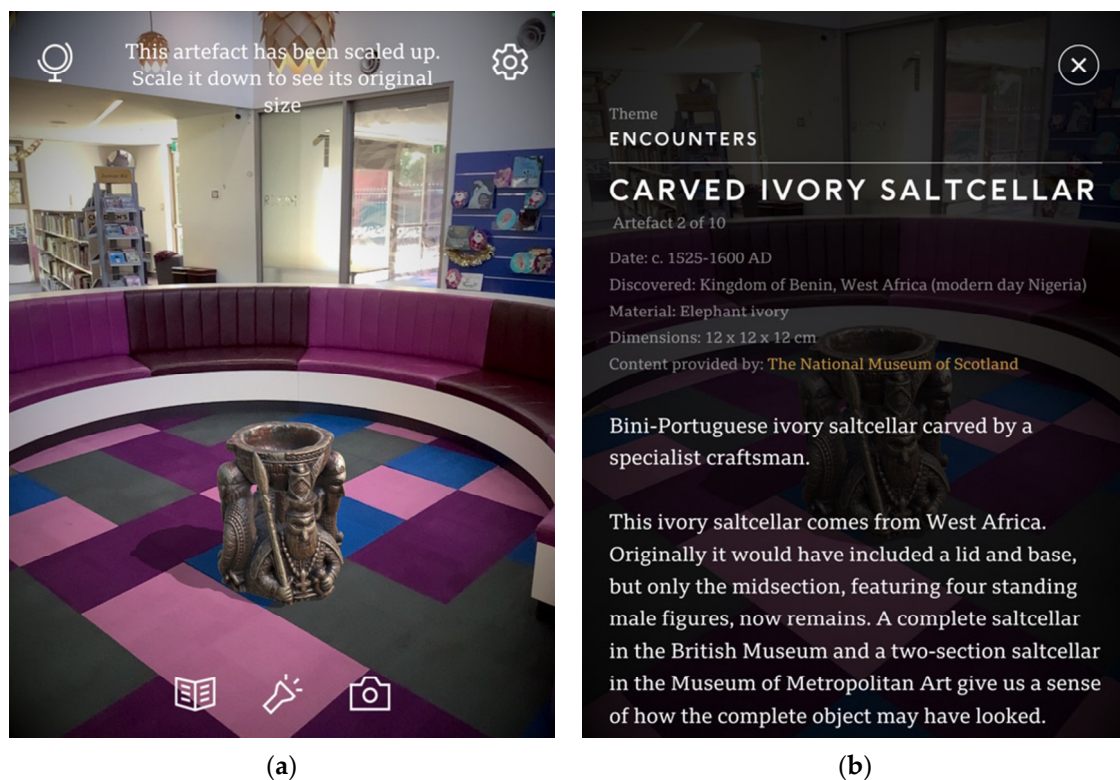 This artefact has been scaled up.
Scale it down to see its original
size
Theme
ENCOUNTERS
CARVED IVORY SALTCELLAR
Artefact 2 of 10
Date: c. 1525-1600 AD
Discovered: Kingdom of Benin, West Africa (modern day Nigeria)
Material: Elephant ivory
Dimensions: 12 x 12 x 12 cm
Content provided by: The National Museum of Scotland
Bini-Portuguese ivory saltcellar carved by a
specialist craftsman.
This ivory saltcellar comes from West Africa.
Originally it would have included a lid and base,
but only the midsection, featuring four standing
male figures, now remains. A complete saltcellar
in the British Museum and a two-section saltcellar
in the Museum of Metropolitan Art give us a sense
of how the complete object may have looked.
(a)
(b)